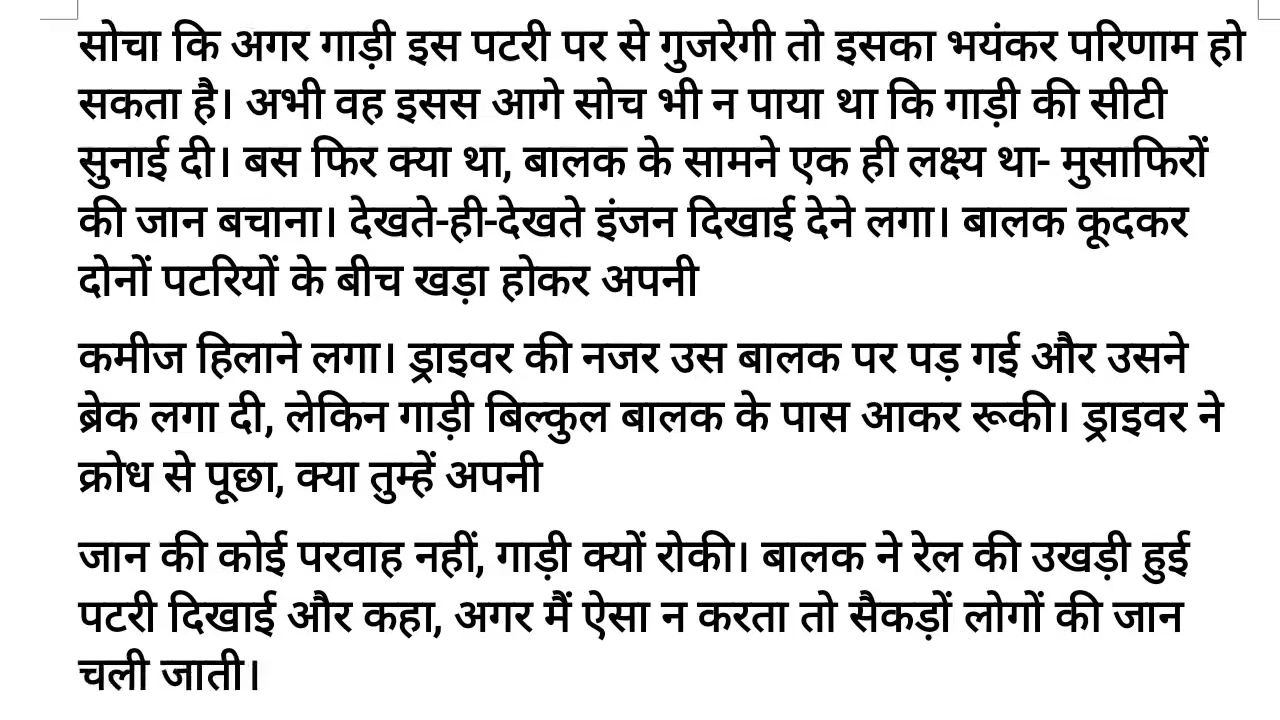 सोचा कि अगर गाड़ी इस पटरी पर से गुजरेगी तो इसका भयंकर परिणाम हो
सकता है। अभी वह इसस आगे सोच भी न पाया था कि गाड़ी की सीटी
सुनाई दी। बस फिर क्या था, बालक के सामने एक ही लक्ष्य था- मुसाफिरों
की जान बचाना। देखते-ही-देखते इंजन दिखाई देने लगा। बालक कूदकर
दोनों पटरियों के बीच खड़ा होकर अपनी
कमीज हिलाने लगा। ड्राइवर की नजर उस बालक पर पड़ गई और उसने
ब्रेक लगा दी, लेकिन गाड़ी बिल्कुल बालक के पास आकर रूकी। ड्राइवर ने
क्रोध से पूछा, क्या तुम्हें अपनी
जान की कोई परवाह नहीं, गाड़ी क्यों रोकी। बालक ने रेल की उखड़ी हुई
पटरी दिखाई और कहा, अगर मैं ऐसा न करता तो सैकड़ों लोगों की जान
चली जाती।